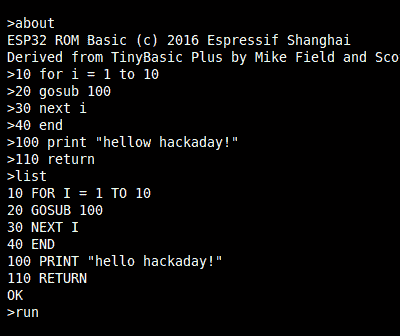 >about
ESP32 ROM Basic (c) 2016 Espressif Shanghai
Derived from TinyBasic Plus by Mike Field and Sco
>10 for i = 1 to 10
>20 gosub 100
>30 next i
>40 end
>100 print "hellow hackaday!"
>110 return
>list
10 FOR I = 1 TO 10
20 GOSUB 100
30 NEXT I
40 END
100 PRINT "hello hackaday!"
110 RETURN
OK
>run